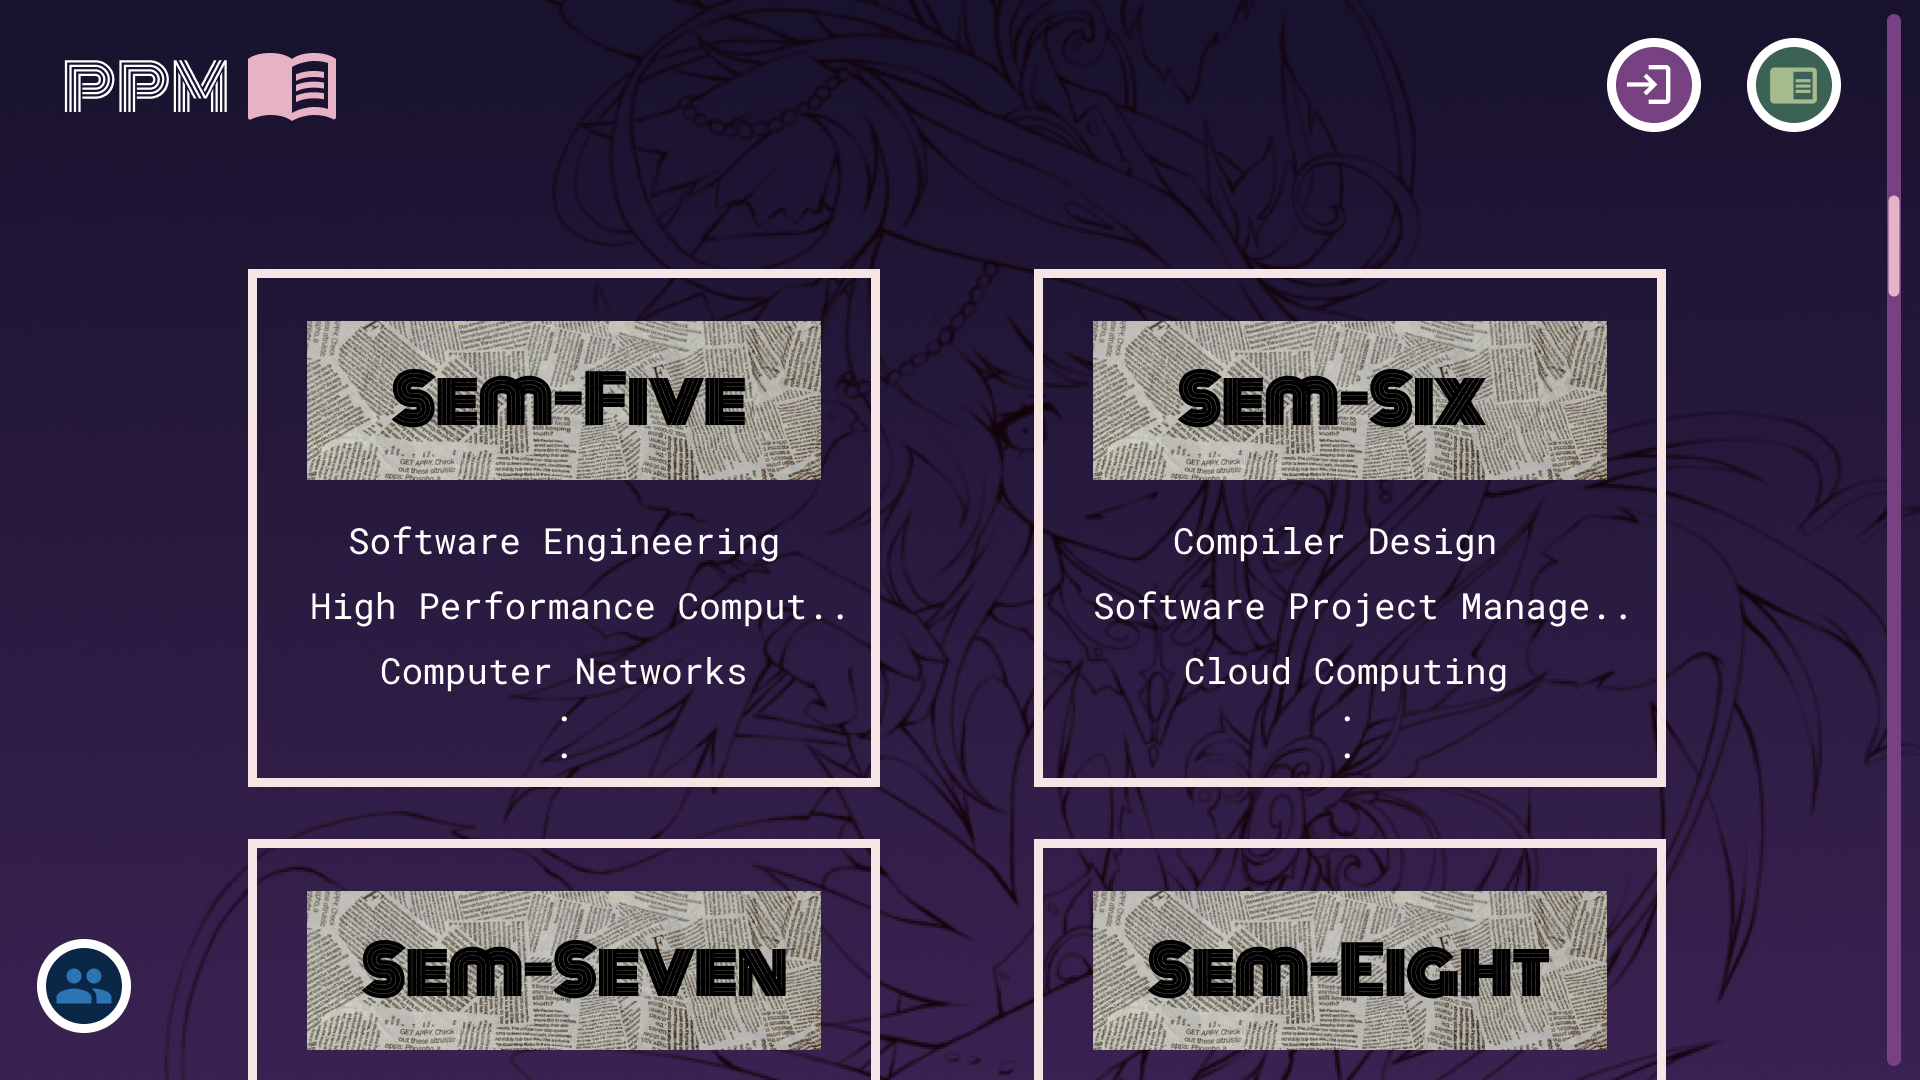 PPM
Sem-Five
Software Engineering
High Performance Comput..
Computer Networks
.
.
Sem-Six
Compiler Design
Software Project Manage..
Cloud Computing
.
.
Sem-Seven
Sem-Eight